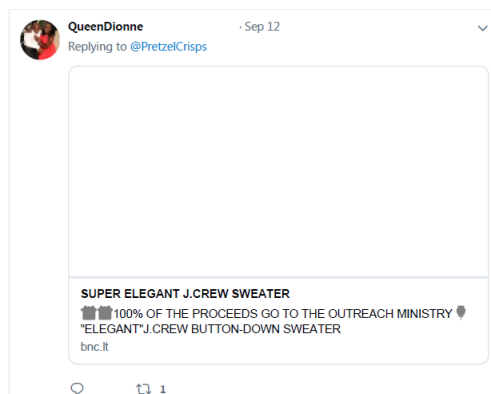 QueenDionne · Sep 12
Replying to @PretzelCrisps
SUPER ELEGANT J.CREW SWEATER
100% OF THE PROCEEDS GO TO THE OUTREACH MINISTRY
"ELEGANT"J.CREW BUTTON-DOWN SWEATER
bnc.lt
1